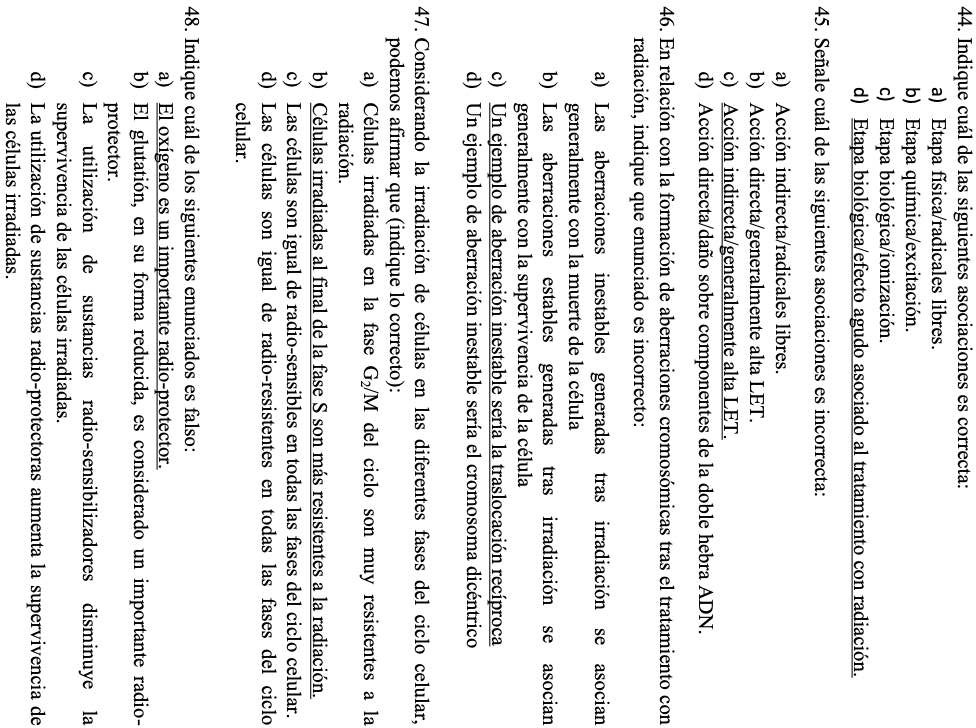 44. Indique cuál de las siguientes asociaciones es correcta:
a) Etapa física/radicales libres.
b) Etapa química/excitación.
c) Etapa biológica/ionización.
d) Etapa biológica/efecto agudo asociado al tratamiento con radiación.
45. Señale cuál de las siguientes asociaciones es incorrecta:
a) Acción indirecta/radicales libres.
b) Acción directa/generalmente alta LET.
c) Acción indirecta/generalmente alta LET.
d) Acción directa/daño sobre componentes de la doble hebra ADN.
46. En relación con la formación de aberraciones cromosómicas tras el tratamiento con
radiación, indique que enunciado es incorrecto:
a) Las aberraciones inestables generadas tras irradiación se asocian
generalmente con la muerte de la célula
b) Las aberraciones estables generadas tras irradiación se asocian
generalmente con la supervivencia de la célula
c) Un ejemplo de aberración inestable sería la traslocación recíproca
d) Un ejemplo de aberración inestable sería el cromosoma dicéntrico
47. Considerando la irradiación de células en las diferentes fases del ciclo celular,
podemos afirmar que (indique lo correcto):
a) Células irradiadas en la fase G₂/M del ciclo son muy resistentes a la
radiación.
b) Células irradiadas al final de la fase S son más resistentes a la radiación.
c) Las células son igual de radio-sensibles en todas las fases del ciclo celular.
d) Las células son igual de radio-resistentes en todas las fases del ciclo
celular.
48. Indique cuál de los siguientes enunciados es falso:
a) El oxígeno es un importante radio-protector.
b) El glutatión, en su forma reducida, es considerado un importante radio-
protector.
c) La utilización de sustancias radio-sensibilizadores disminuye la
supervivencia de las células irradiadas.
d) La utilización de sustancias radio-protectoras aumenta la supervivencia de
las células irradiadas.